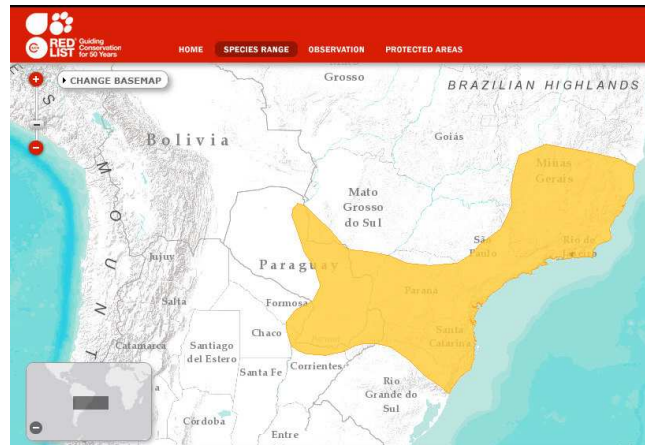 RED
LIST
Guiding
Conservation
for 50 Years
HOME
SPECIES RANGE
OBSERVATION
PROTECTED AREAS
CHANGE BASEMAP
Grosso
BRAZILIAN HIGHLANDS
Bolivia
Goiás
Minas
Gerais
Mato
Grosso
do Sul
São
Paulo
Rio de
Janeiro
Jujuy
Paraguay
Paraná
Salta
Formosa
Chaco
Santa
Catarina
Catamarca
Santiago
del Estero
Santa Fe
Corrientes
Rio
Grande do
Sul
Córdoba
Entre
M O U N T